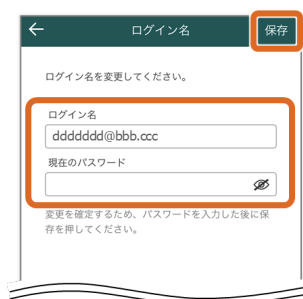 ログイン名
保存
ログイン名を変更してください。
ログイン名
ddddddd@bbb.ccc
現在のパスワード
変更を確定するため、パスワードを入力した後に保
存を押してください。